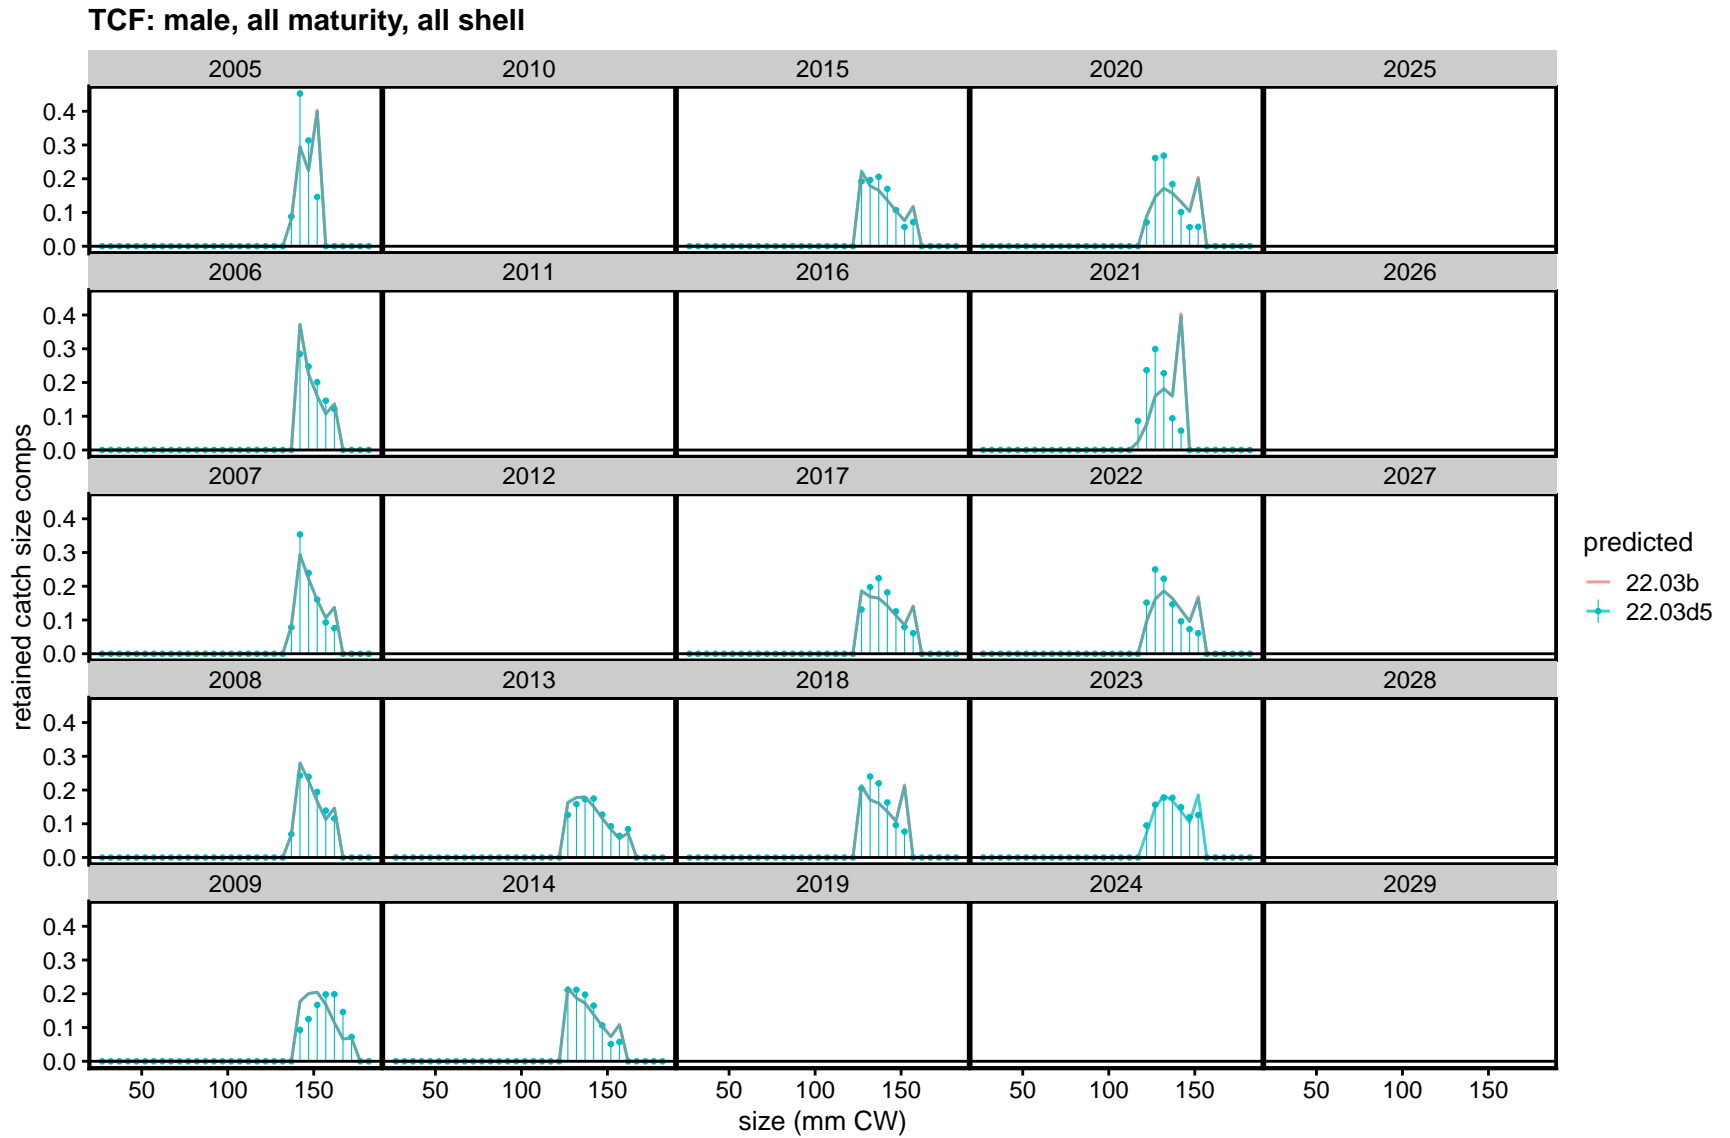 TCF: male, all maturity, all shell
2005 2010 2015 2020 2025
0.4
0.3
0.2
0.1
0.0
2006 2011 2016 2021 2026
0.4
0.3
0.2
0.1
0.0
2007 2012 2017 2022 2027
0.4
0.3
0.2
0.1
0.0
2008 2013 2018 2023 2028
0.4
0.3
0.2
0.1
0.0
2009 2014 2019 2024 2029
0.4
0.3
0.2
0.1
0.0
50 100 150 50 100 150 50 100 150 50 100 150 50 100 150
size (mm CW)
retained catch size comps
predicted
22.03b
22.03d5